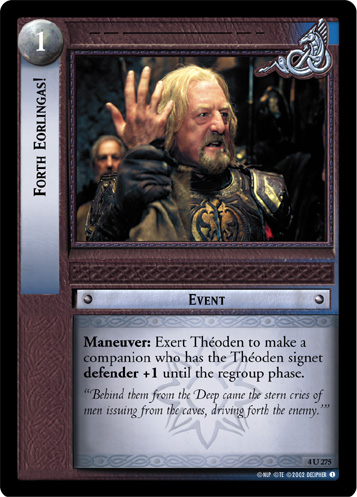 1
FORTH EORLINGAS!
EVENT
Maneuver: Exert Théoden to make a
companion who has the Théoden signet
defender +1 until the regroup phase.
“Behind them from the Deep came the stern cries of
men issuing from the caves, driving forth the enemy.”
4 U 275
©NLP ™TE ©2002 DECIPHER